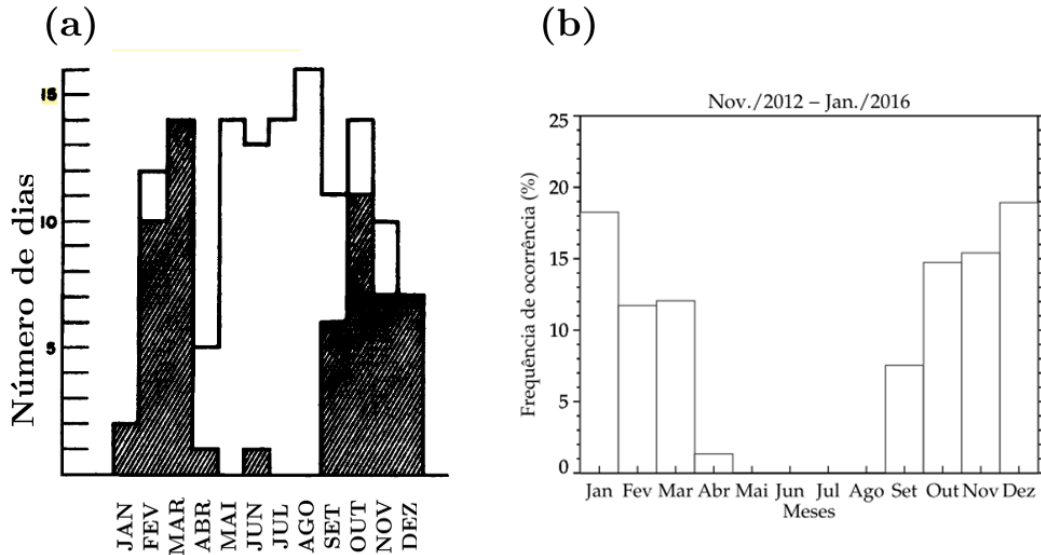 (a)
Número de dias
15
10
5
JAN
FEV
MAR
ABR
MAI
JUN
JUL
AGO
SET
OUT
NOV
DEZ
(b)
Nov./2012 – Jan./2016
Frequência de ocorrência (%)
25
20
15
10
5
0
Jan Fev Mar Abr Mai Jun Jul Ago Set Out Nov Dez
Meses